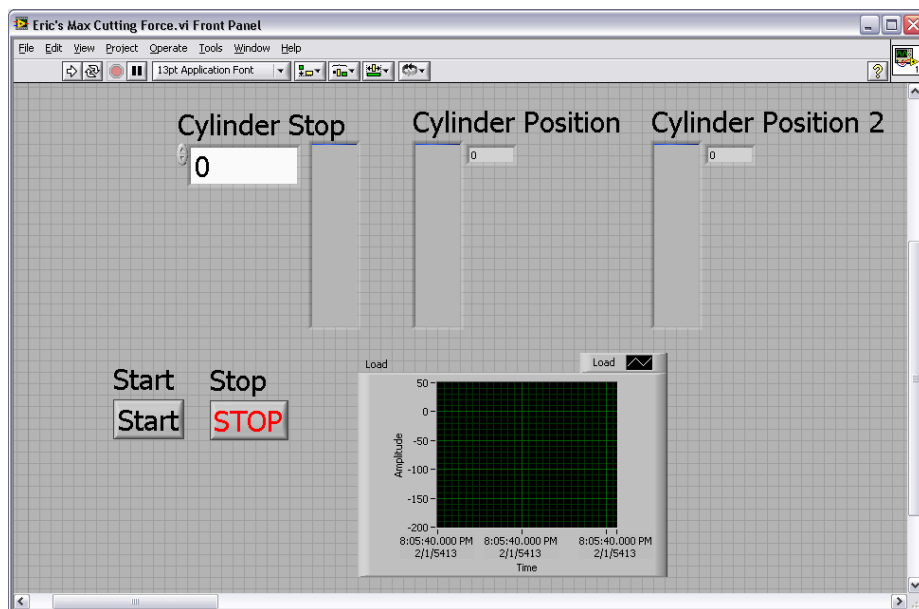 Eric's Max Cutting Force.vi Front Panel
File Edit View Project Operate Tools Window Help
13pt Application Font
?
1
Cylinder Stop
0
Cylinder Position
0
Cylinder Position 2
0
Start Stop
Start STOP
Load
Load
50
0
-50
-100
-150
-200
Amplitude
8:05:40.000 PM 8:05:40.000 PM 8:05:40.000 PM
2/1/5413 2/1/5413 2/1/5413
Time